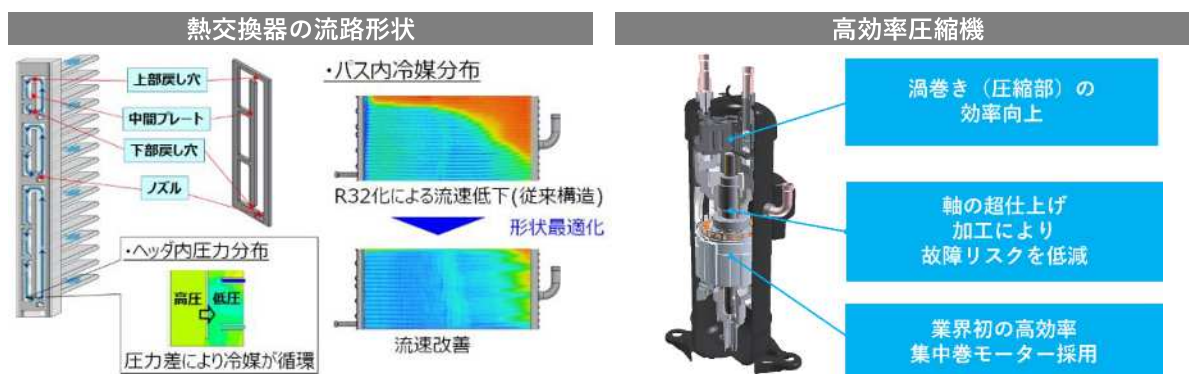 熱交換器の流路形状
上部戻し穴
中間プレート
下部戻し穴
ノズル
・ヘッダ内圧力分布
高圧
低圧
圧力差により冷媒が循環
・パス内冷媒分布
R32化による流速低下(従来構造)
形状最適化
流速改善
高効率圧縮機
渦巻き（圧縮部）の
効率向上
軸の超仕上げ
加工により
故障リスクを低減
業界初の高効率
集中巻モーター採用